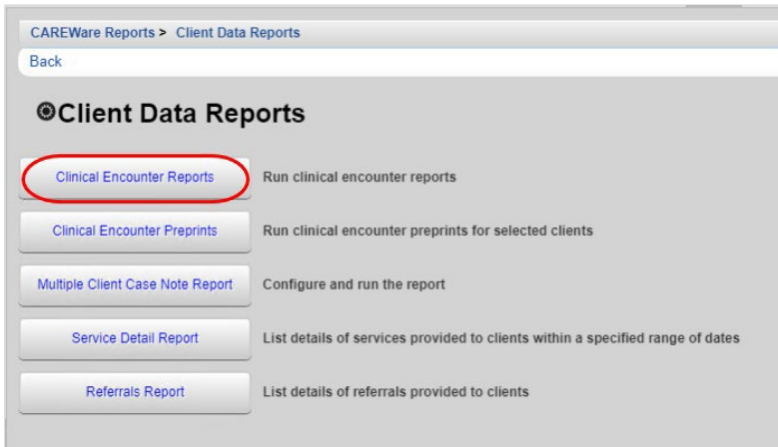 CAREWare Reports > Client Data Reports
Back
Client Data Reports
Clinical Encounter Reports Run clinical encounter reports
Clinical Encounter Preprints Run clinical encounter preprints for selected clients
Multiple Client Case Note Report Configure and run the report
Service Detail Report List details of services provided to clients within a specified range of dates
Referrals Report List details of referrals provided to clients